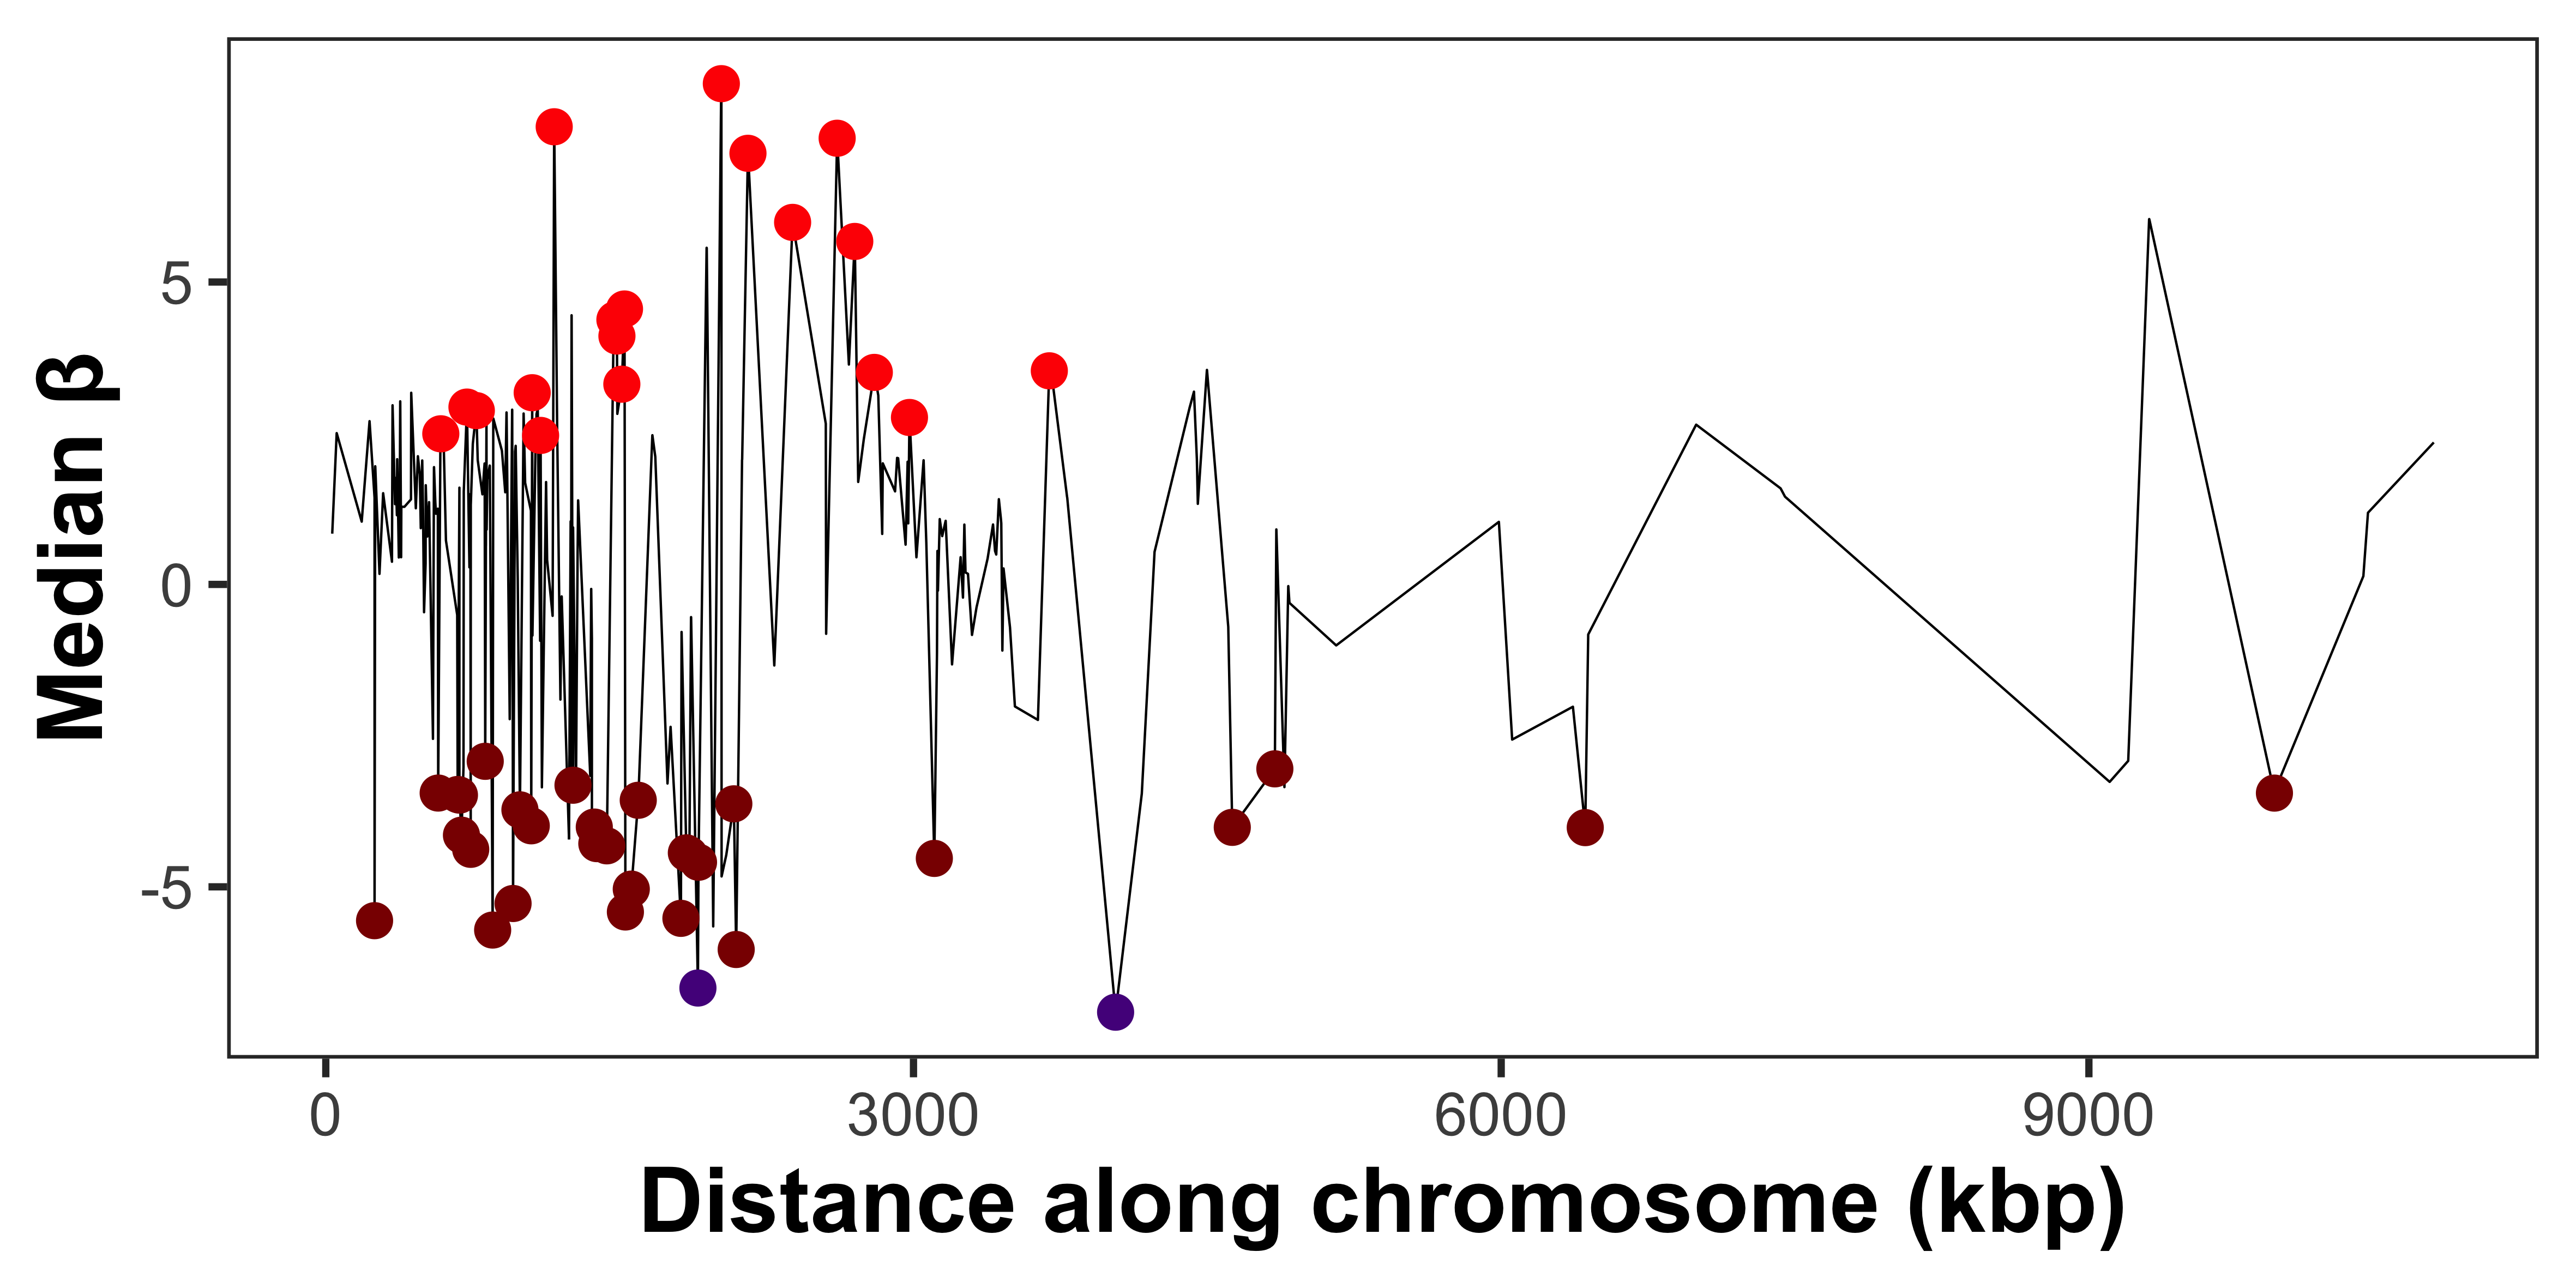 Median β
5
0
-5
0 3000 6000 9000
Distance along chromosome (kbp)